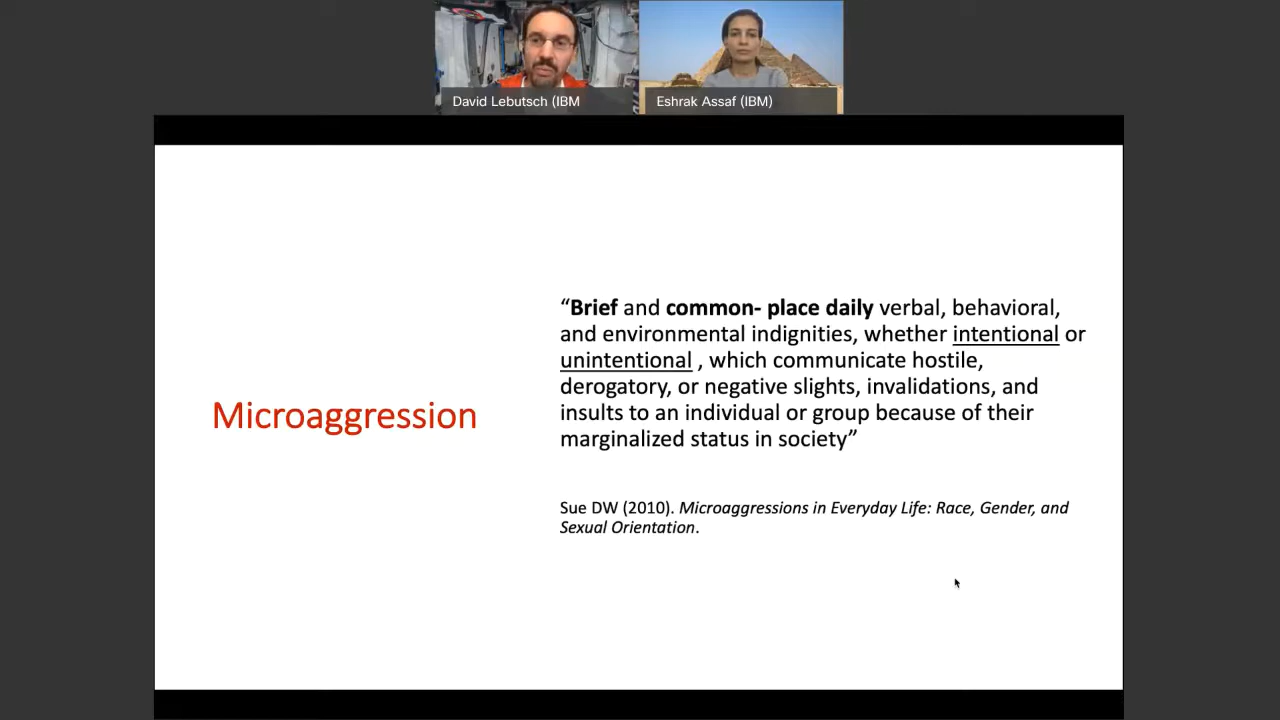 David Lebutsch (IBM
Eshrak Assaf (IBM)
Microaggression
“Brief and common- place daily verbal, behavioral,
and environmental indignities, whether intentional or
unintentional , which communicate hostile,
derogatory, or negative slights, invalidations, and
insults to an individual or group because of their
marginalized status in society”
Sue DW (2010). Microaggressions in Everyday Life: Race, Gender, and
Sexual Orientation.